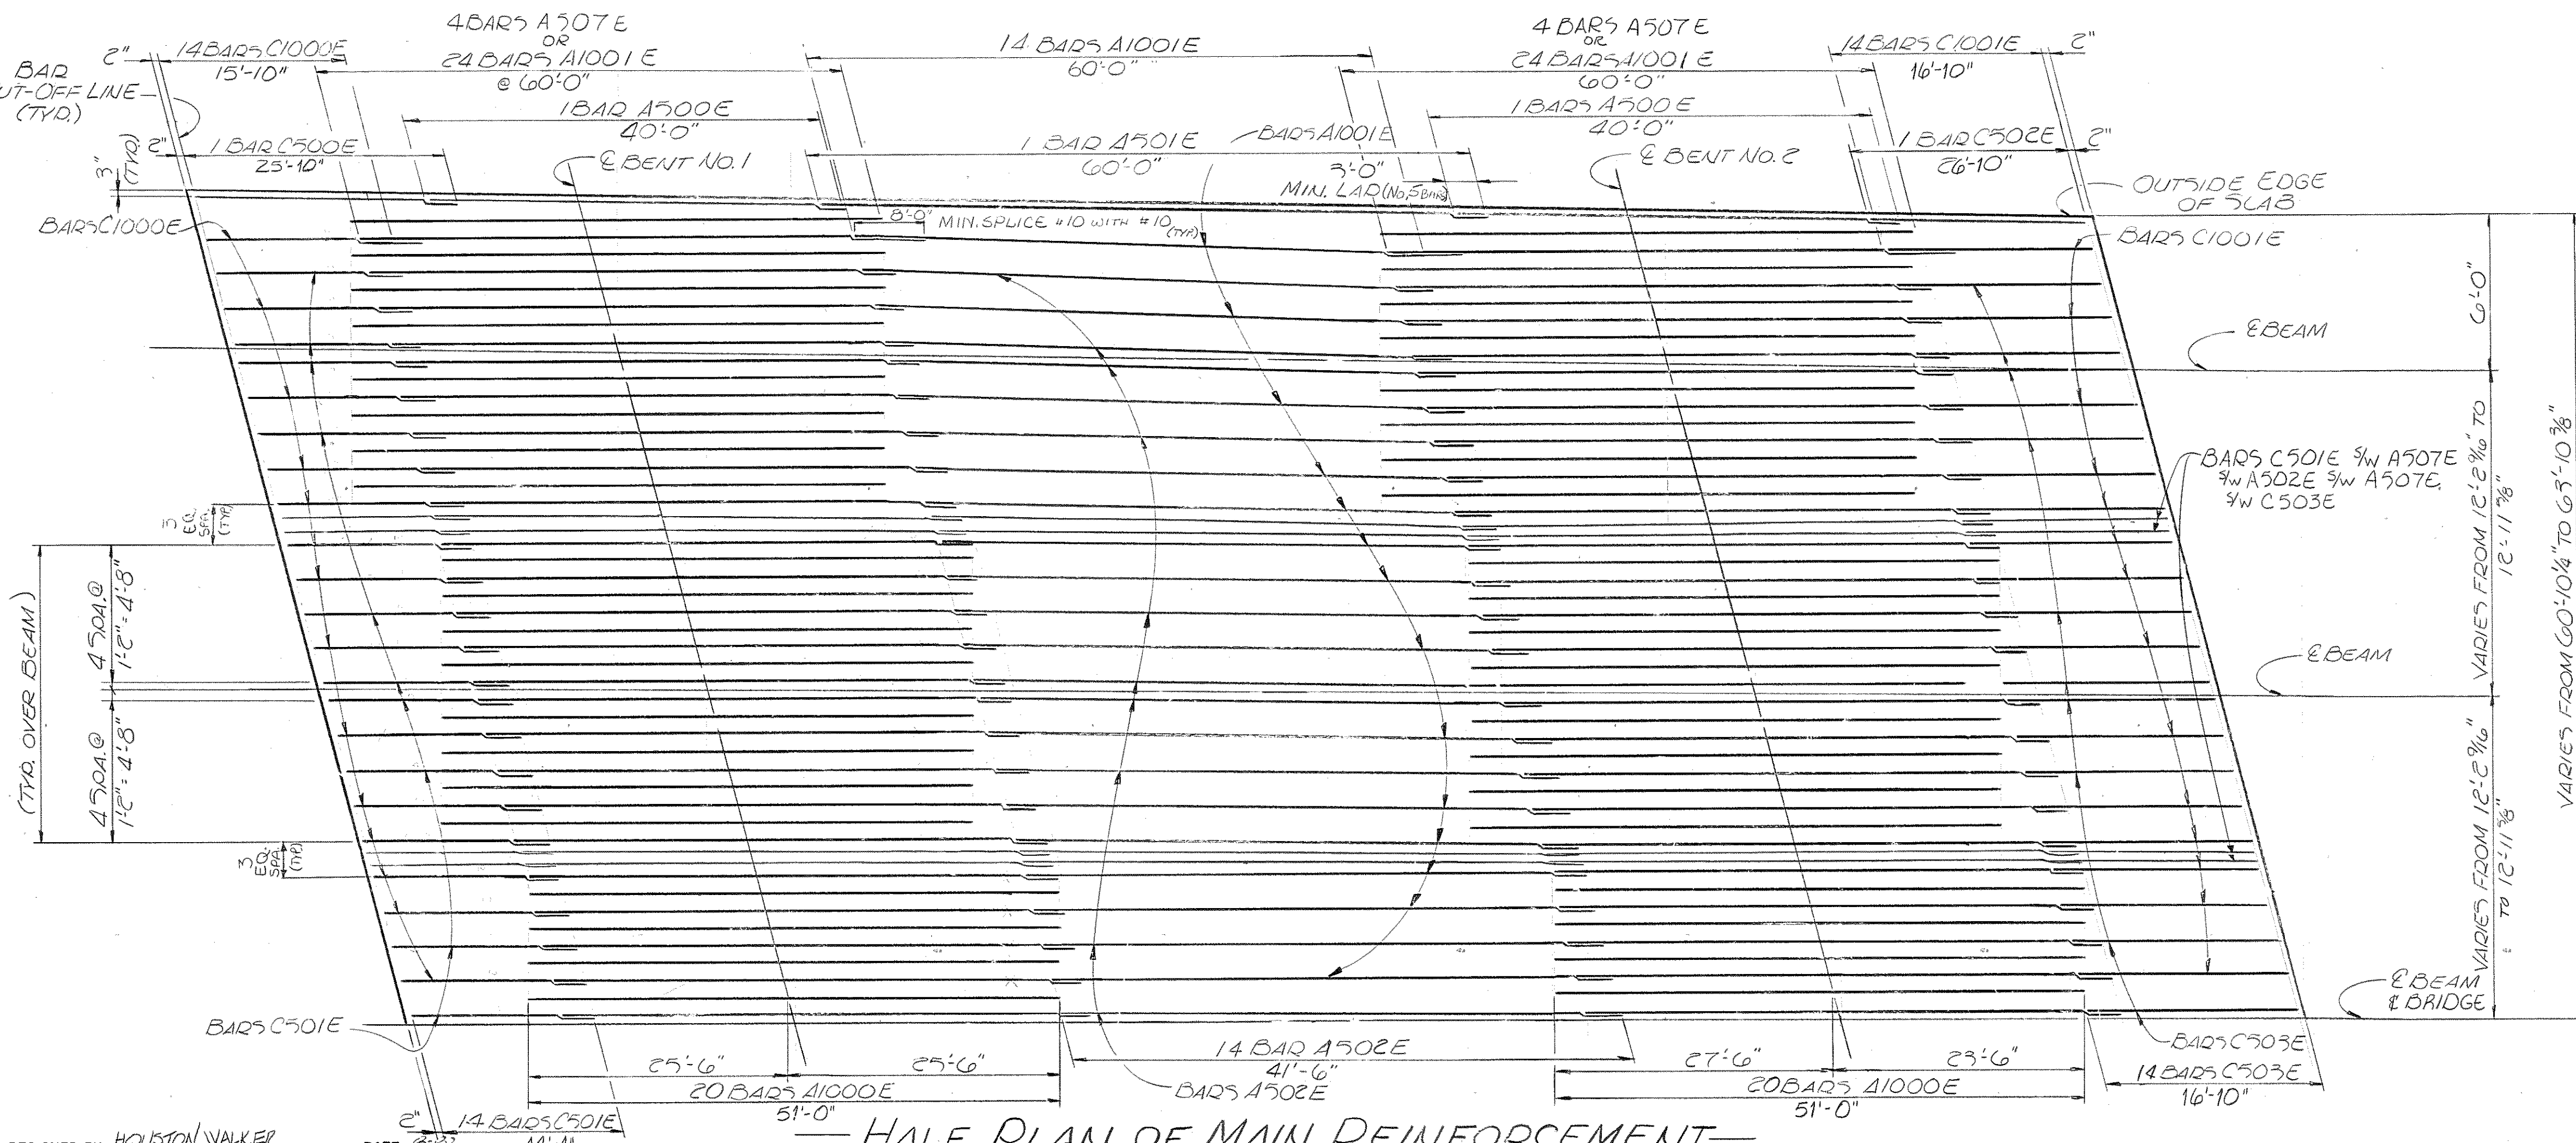 4 BARS A507E
OR
24 BARS A1001E
@ 60'-0"
4 BARS A507E
OR
24 BARS A1001E
60'-0"
2"
14 BARS C1000E
15'-10"
14 BARS A1001E
60'-0"
14 BARS C1001E
16'-10"
2"
BAR
CUT-OFF LINE
(TYP.)
1 BAR A500E
40'-0"
1 BARS A500E
40'-0"
2"
1 BAR C500E
25'-10"
℄ BENT NO. 1
1 BAR A501E
60'-0"
BARS A1001E
3'-0"
MIN. LAP (No. 5 BARS)
℄ BENT NO. 2
1 BAR C502E
26'-10"
2"
3"
(TYP.)
OUTSIDE EDGE
OF SLAB
BARS C1000E
8'-0"
MIN. SPLICE #10 WITH #10 (TYP.)
BARS C1001E
6'-0"
℄ BEAM
VARIES FROM 12'-2 9/16" TO
12'-11 5/8"
VARIES FROM 60'-10 1/4" TO 63'-10 3/8"
BARS C501E S/W A507E
S/W A502E S/W A507E
S/W C503E
3
EQ.
SPA.
(TYP.)
(TYP. OVER BEAM)
4 SPA. @
1'-2" = 4'-8"
℄ BEAM
4 SPA. @
1'-2" = 4'-8"
VARIES FROM 12'-2 9/16"
TO 12'-11 5/8"
3
EQ.
SPA.
(TYP.)
℄ BEAM
℄ BRIDGE
BARS C501E
BARS C503E
25'-6"
25'-6"
20 BARS A1000E
51'-0"
14 BAR A502E
41'-6"
BARS A502E
27'-6"
23'-6"
20 BARS A1000E
51'-0"
14 BARS C503E
16'-10"
2"
14 BARS C501E
HOUSTON WALKER
HALF PLAN OF MAIN REINFORCEMENT